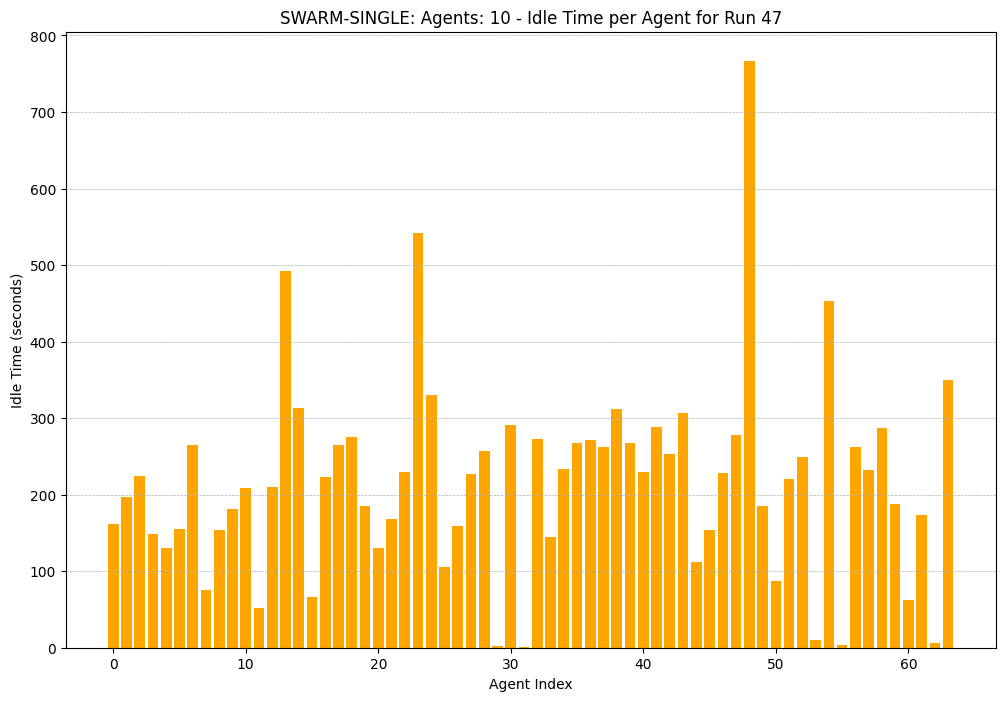 SWARM-SINGLE: Agents: 10 - Idle Time per Agent for Run 47
Idle Time (seconds)
800
700
600
500
400
300
200
100
0
0 10 20 30 40 50 60
Agent Index